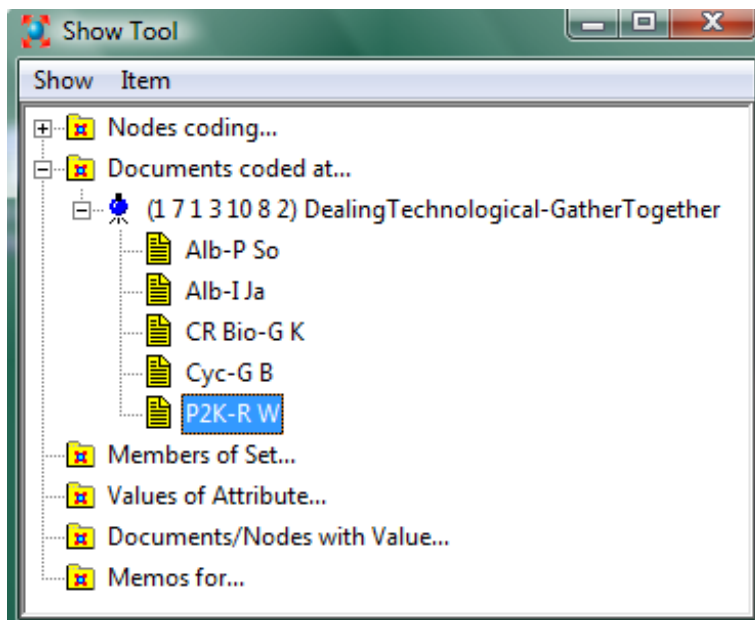 Show Tool
Show Item
Nodes coding...
Documents coded at...
(1 7 1 3 10 8 2) DealingTechnological-GatherTogether
Alb-P So
Alb-I Ja
CR Bio-G K
Cyc-G B
P2K-R W
Members of Set...
Values of Attribute...
Documents/Nodes with Value...
Memos for...